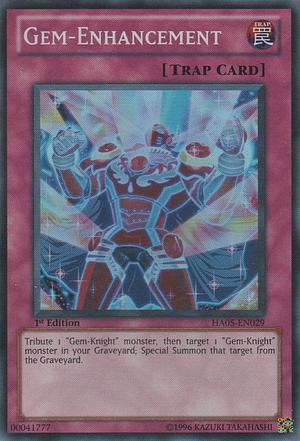 GEM-ENHANCEMENT
TRAP
罠
[TRAP CARD]
1st Edition
HA05-EN029
Tribute 1 "Gem-Knight" monster, then target 1 "Gem-Knight"
monster in your Graveyard; Special Summon that target from
the Graveyard.
00041777
©1996 KAZUKI TAKAHASHI